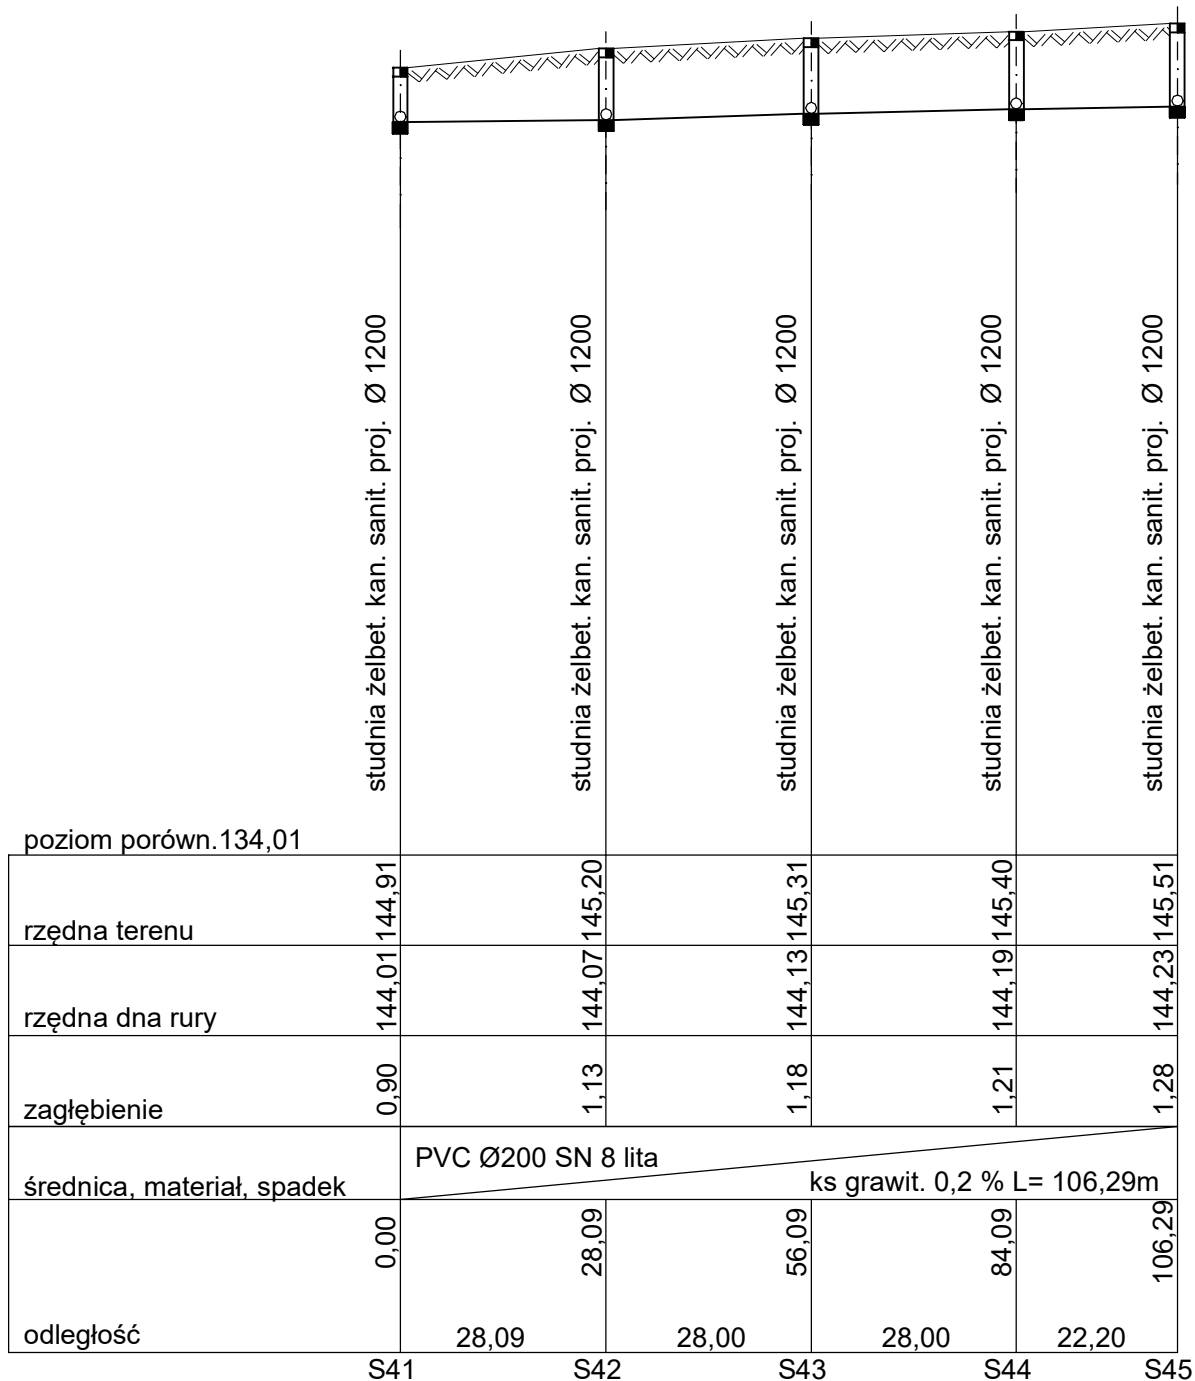 studnia żelbet. kan. sanit. proj. Ø 1200
studnia żelbet. kan. sanit. proj. Ø 1200
studnia żelbet. kan. sanit. proj. Ø 1200
studnia żelbet. kan. sanit. proj. Ø 1200
studnia żelbet. kan. sanit. proj. Ø 1200
poziom porówn.134,01
rzędna terenu 144,91 145,20 145,31 145,40 145,51
rzędna dna rury 144,01 144,07 144,13 144,19 144,23
zagłębienie 0,90 1,13 1,18 1,21 1,28
PVC Ø200 SN 8 lita
średnica, materiał, spadek ks grawit. 0,2 % L= 106,29m
0,00 28,09 56,09 84,09 106,29
odległość 28,09 28,00 28,00 22,20
S41 S42 S43 S44 S45